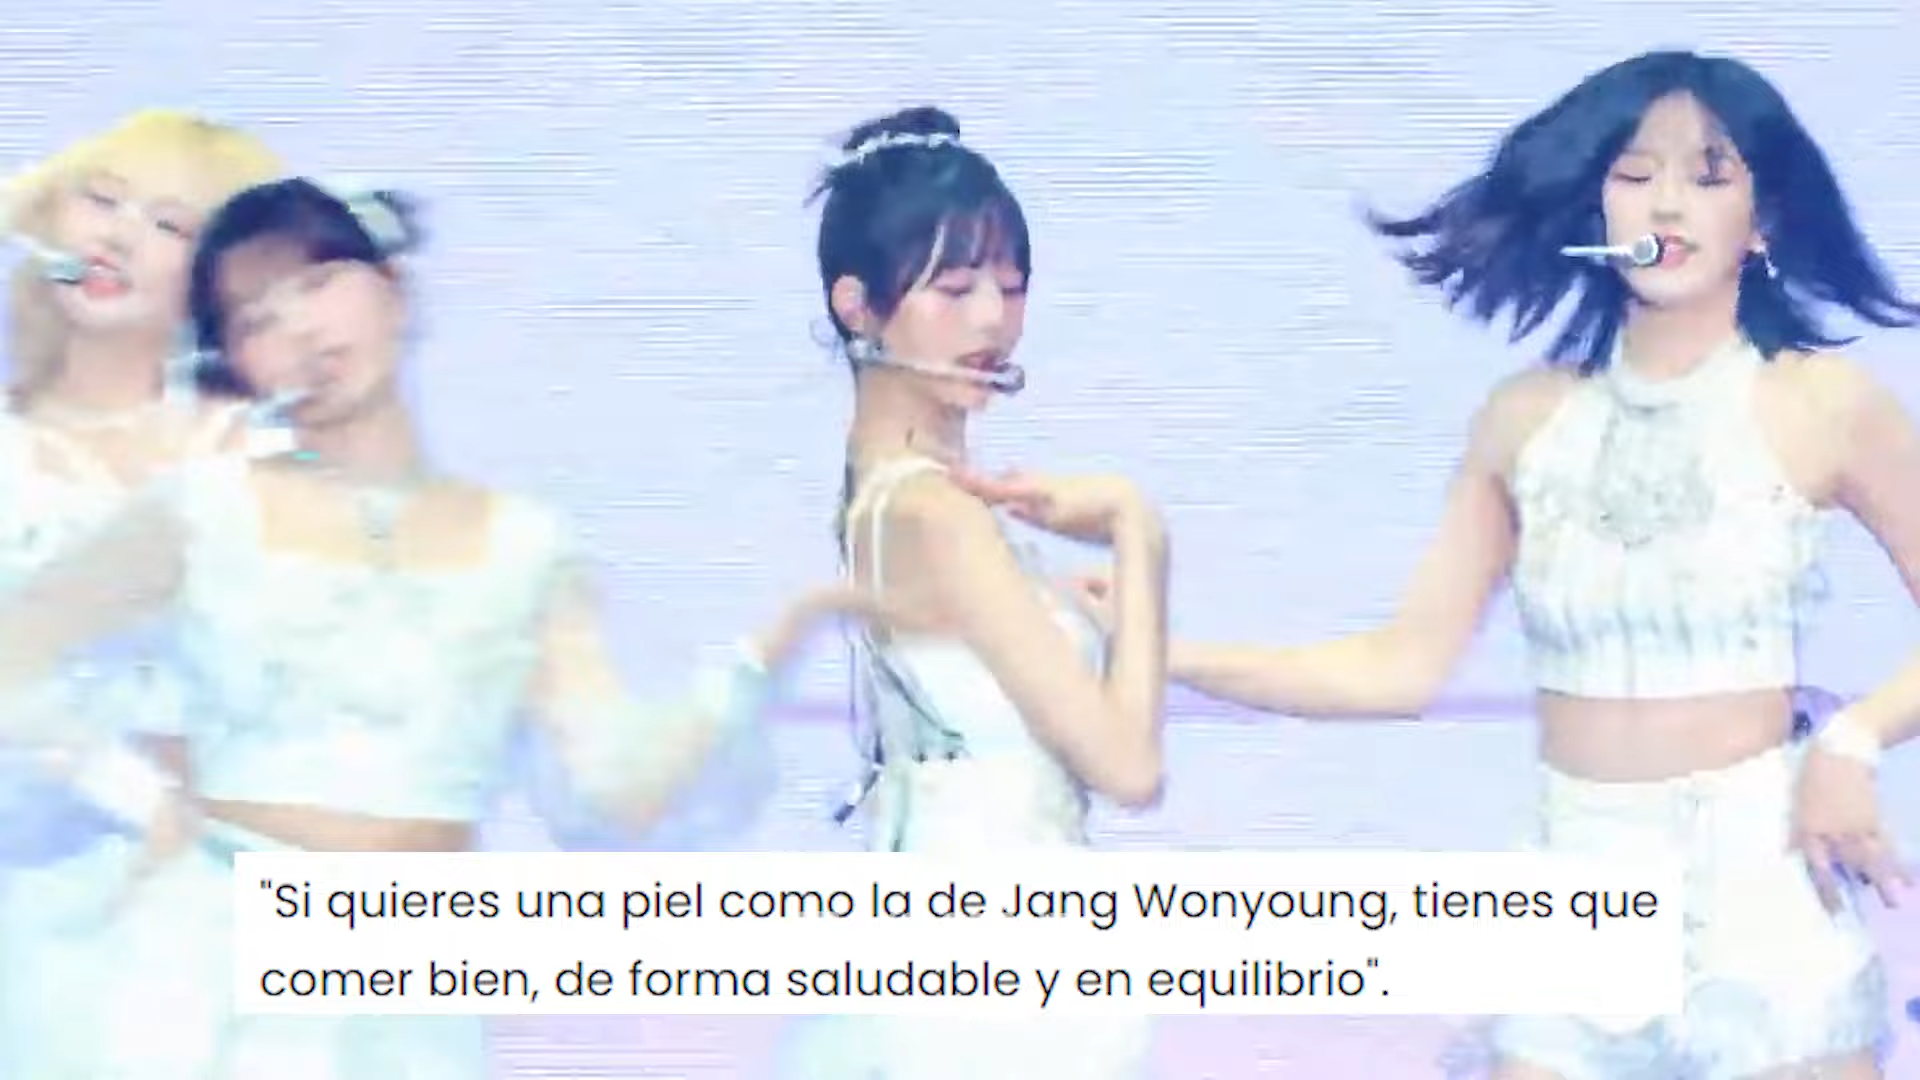 "Si quieres una piel como la de Jang Wonyoung, tienes que
comer bien, de forma saludable y en equilibrio".